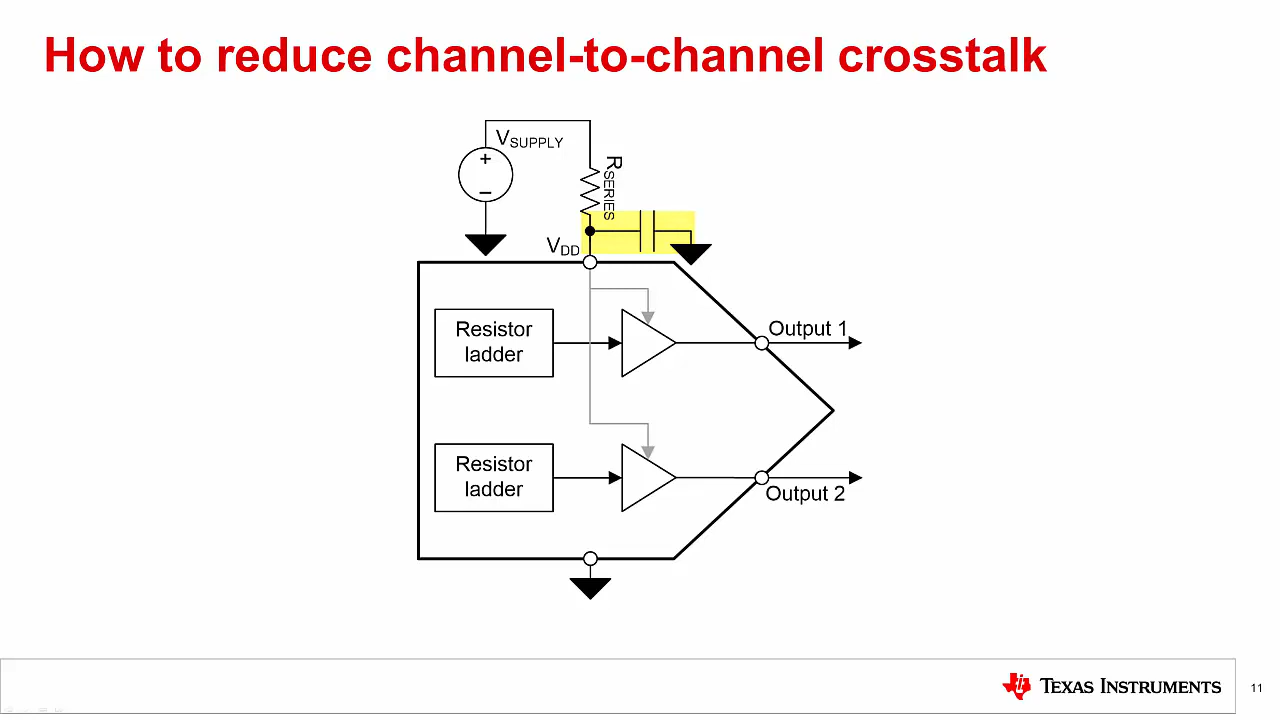 How to reduce channel-to-channel crosstalk
VSUPPLY
+
−
RSERIES
VDD
Resistor
ladder
Output 1
Resistor
ladder
Output 2
TEXAS INSTRUMENTS
11